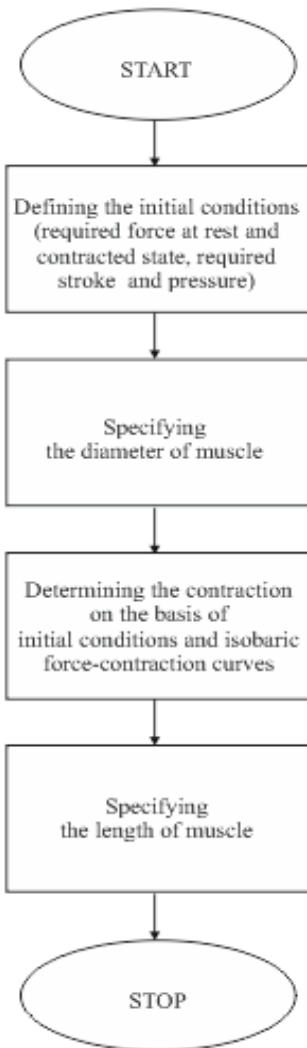 START
Defining the initial conditions
(required force at rest and
contracted state, required
stroke and pressure)
Specifying
the diameter of muscle
Determining the contraction
on the basis of
initial conditions and isobaric
force-contraction curves
Specifying
the length of muscle
STOP